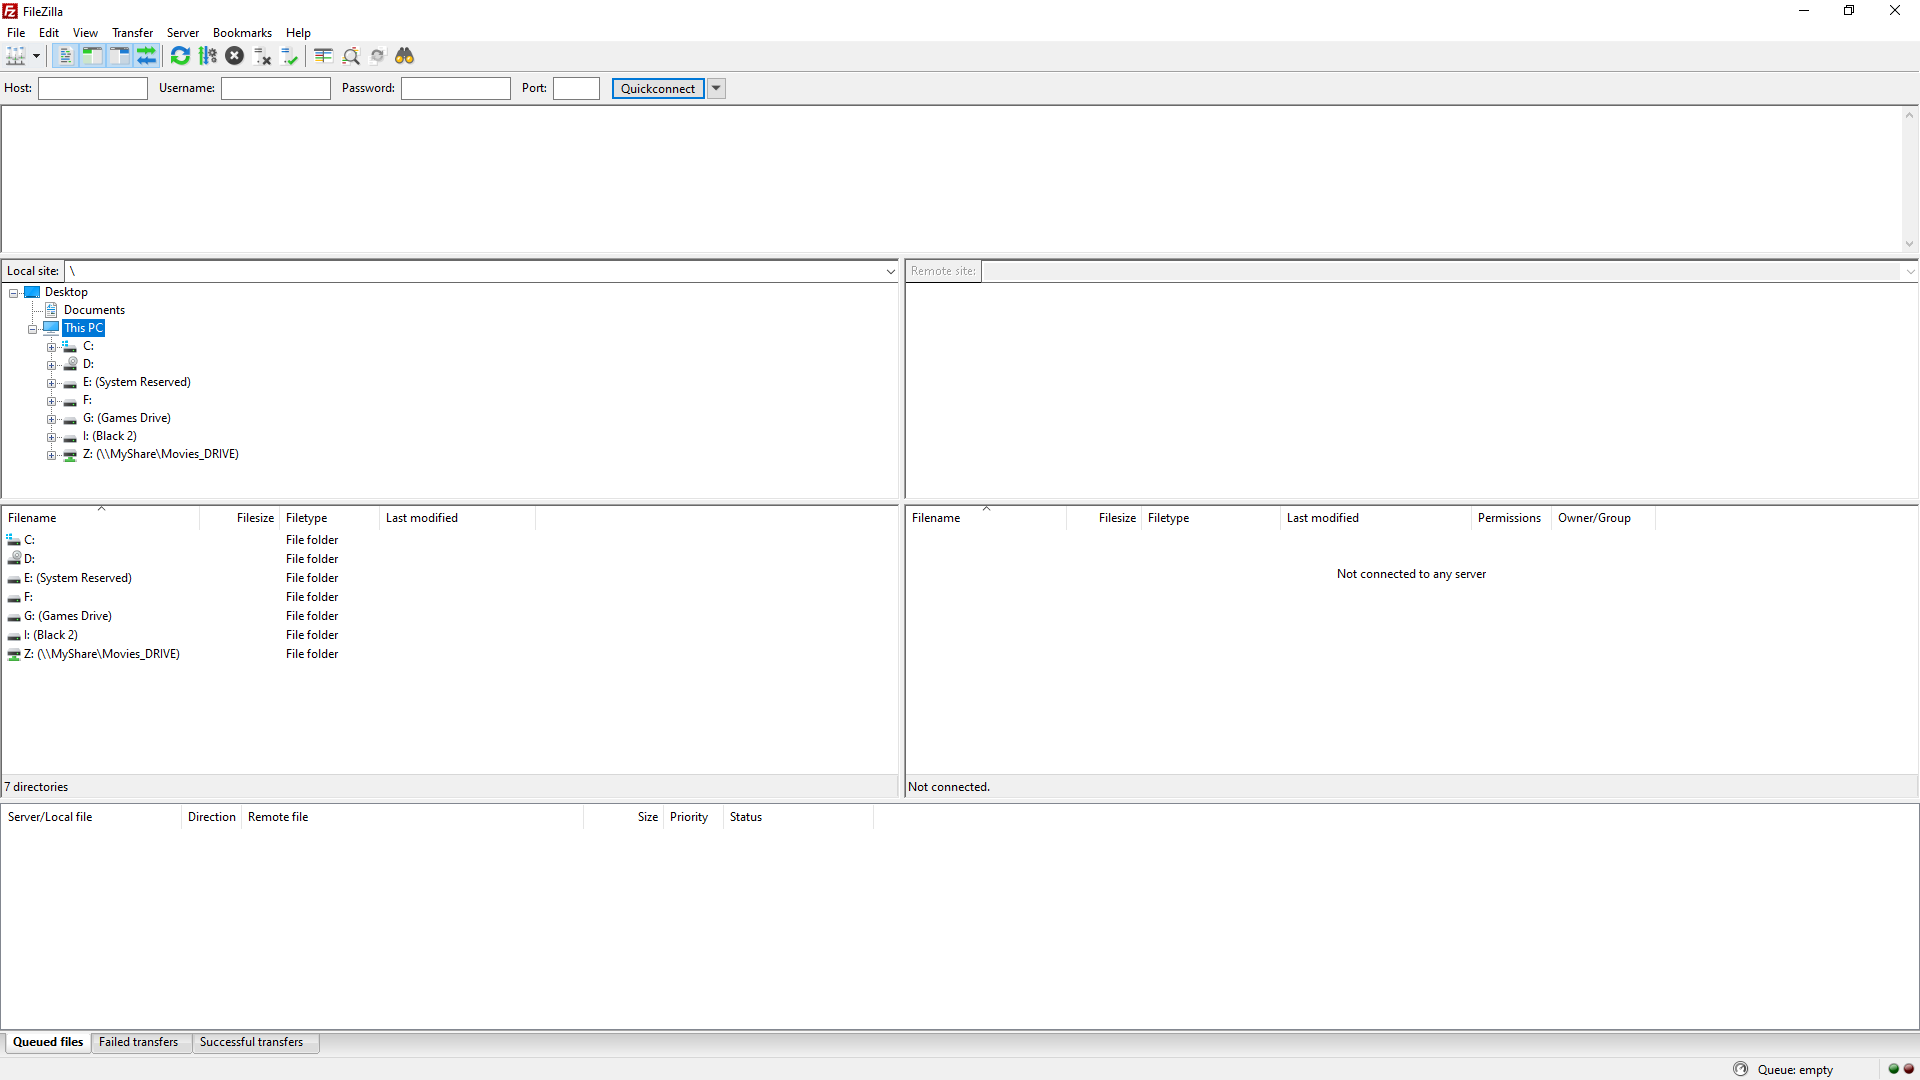 FileZilla
File Edit View Transfer Server Bookmarks Help
Host: Username: Password: Port: Quickconnect
Local site: \
Remote site:
Desktop
Documents
This PC
C:
D:
E: (System Reserved)
F:
G: (Games Drive)
I: (Black 2)
Z: (\\MyShare\Movies_DRIVE)
Filename Filesize Filetype Last modified
C: File folder
D: File folder
E: (System Reserved) File folder
F: File folder
G: (Games Drive) File folder
I: (Black 2) File folder
Z: (\\MyShare\Movies_DRIVE) File folder
7 directories
Filename Filesize Filetype Last modified Permissions Owner/Group
Not connected to any server
Not connected.
Server/Local file Direction Remote file Size Priority Status
Queued files Failed transfers Successful transfers
Queue: empty